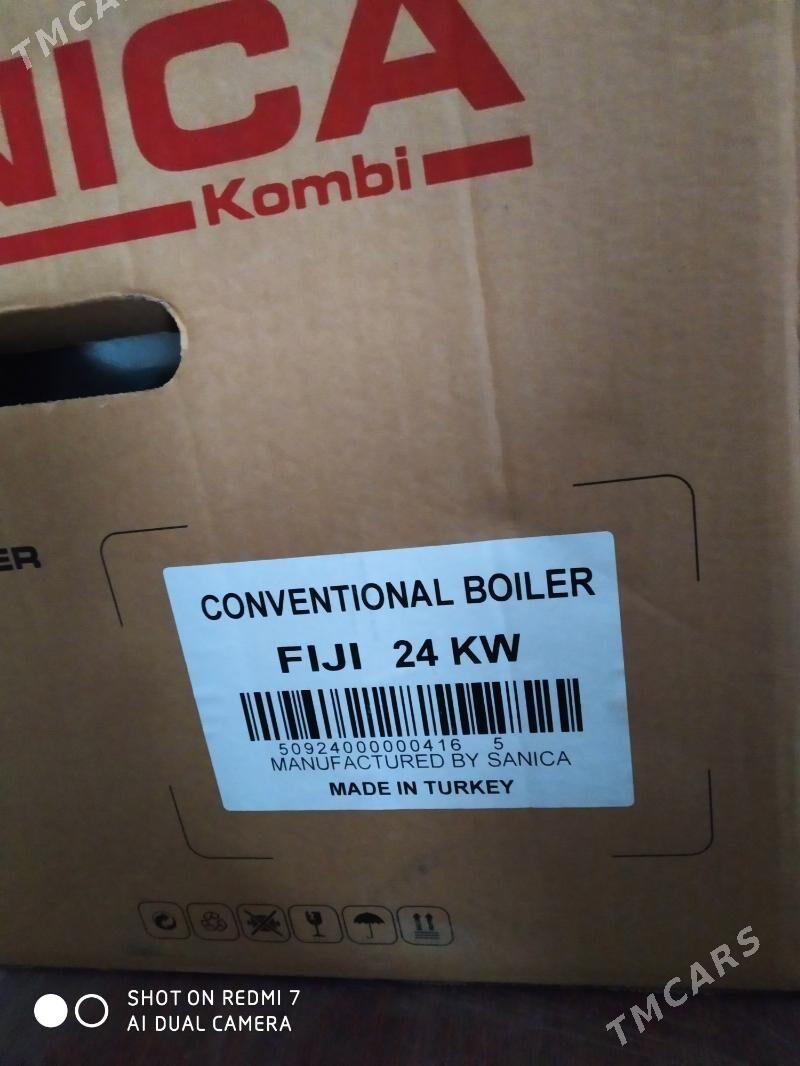 TMCARS
NICA
Kombi
ER
CONVENTIONAL BOILER
FIJI 24 KW
50924000000416 5
MANUFACTURED BY SANICA
MADE IN TURKEY
SHOT ON REDMI 7
AI DUAL CAMERA
TMCARS